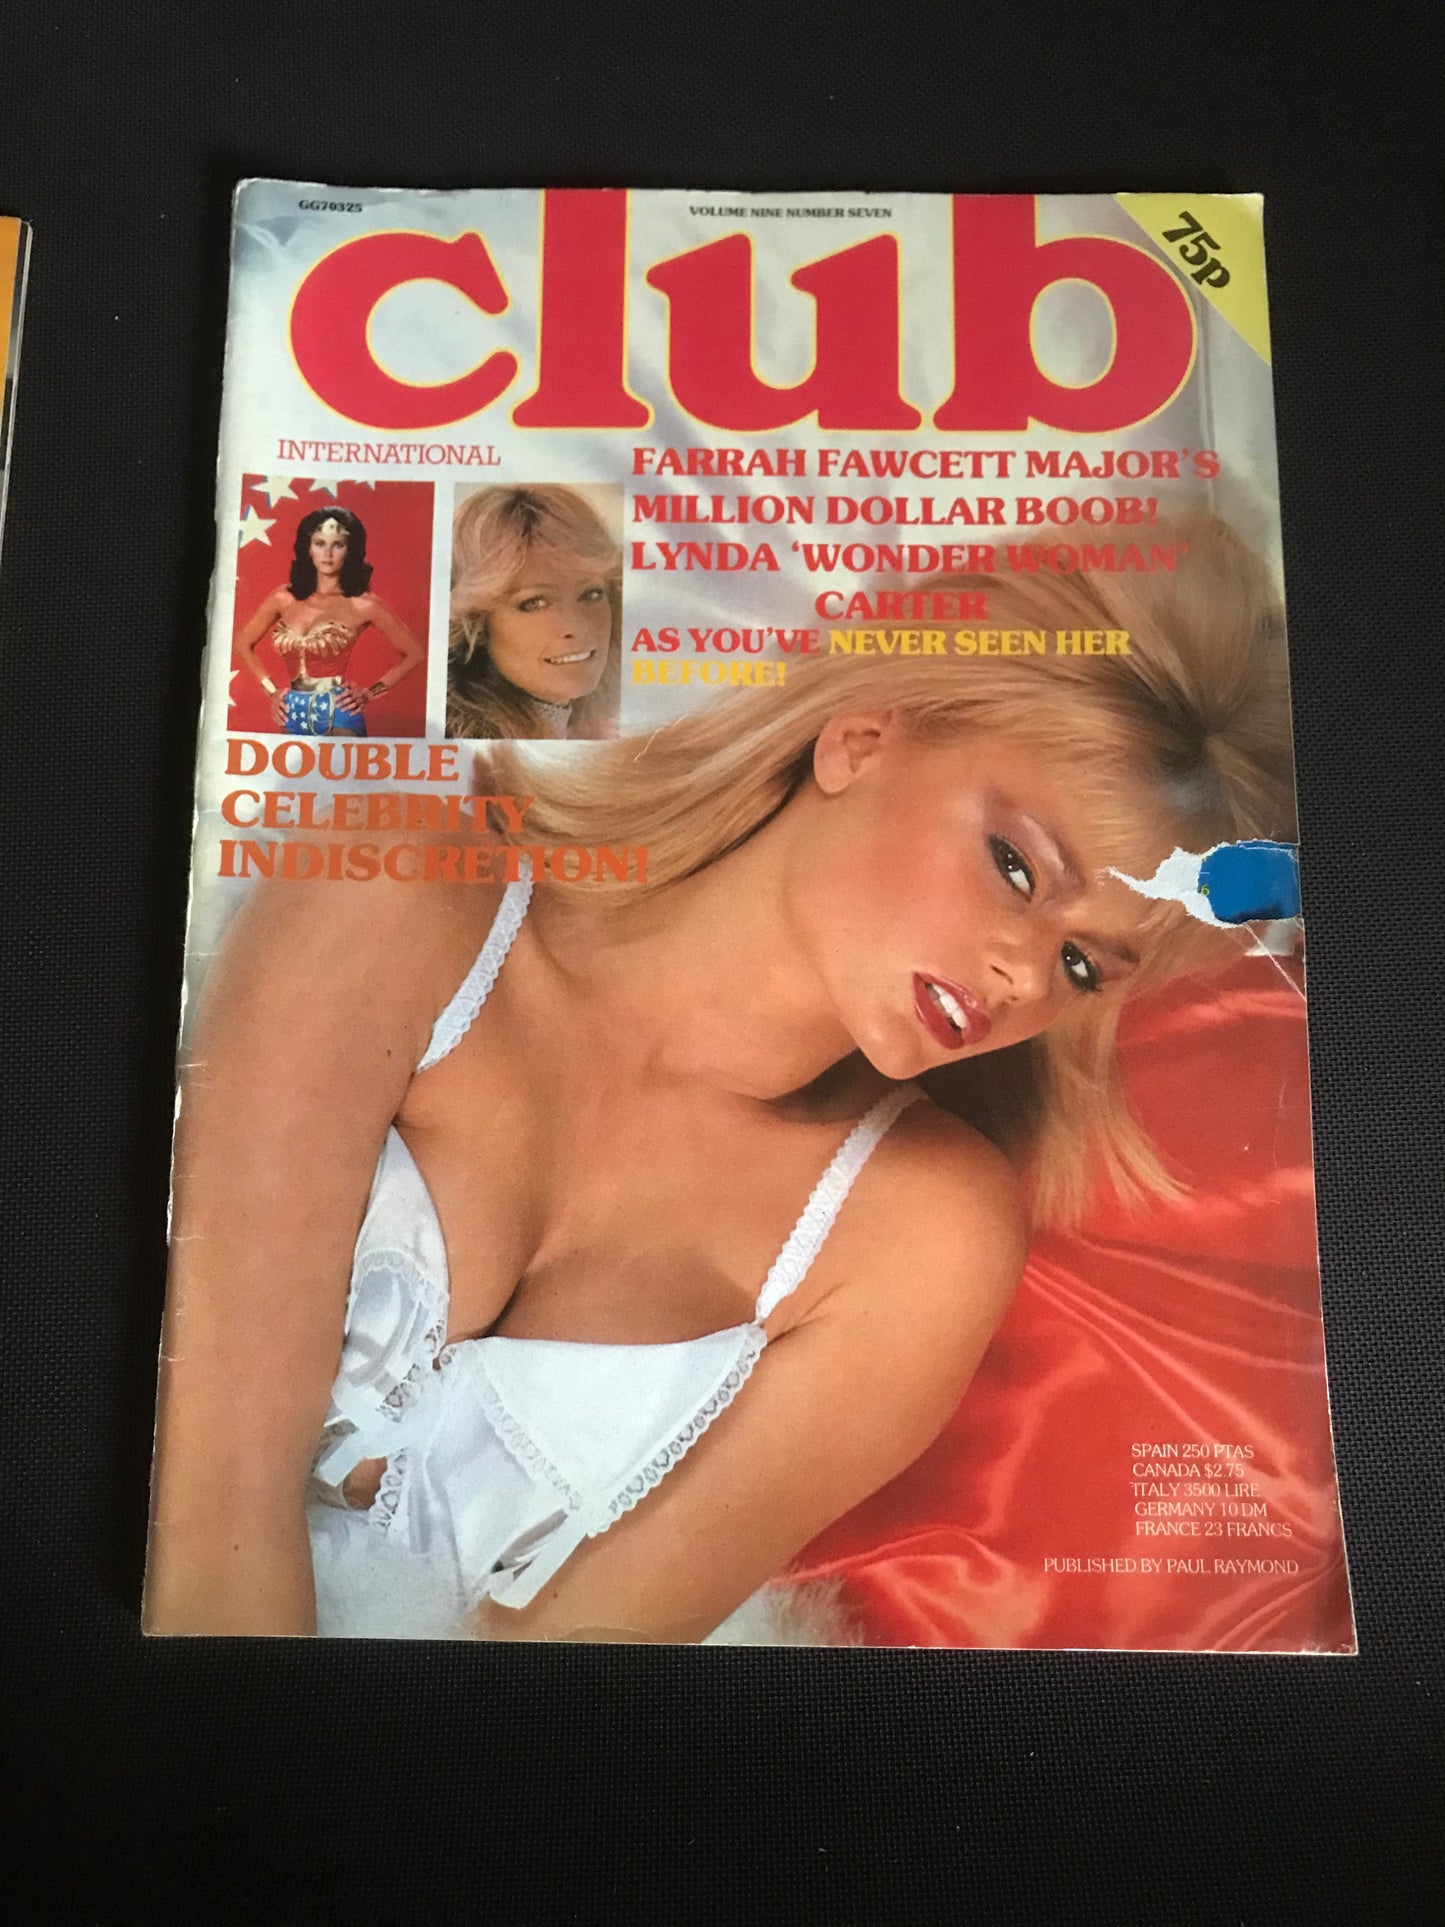 GG70325
VOLUME NINE NUMBER SEVEN
75p
club
INTERNATIONAL
FARRAH FAWCETT MAJOR'S
MILLION DOLLAR BOOB!
LYNDA 'WONDER WOMAN'
CARTER
AS YOU'VE NEVER SEEN HER
BEFORE!
DOUBLE
CELEBRITY
INDISCRETION!
6
SPAIN 250 PTAS
CANADA $2.75
ITALY 3500 LIRE
GERMANY 10 DM
FRANCE 23 FRANCS
PUBLISHED BY PAUL RAYMOND